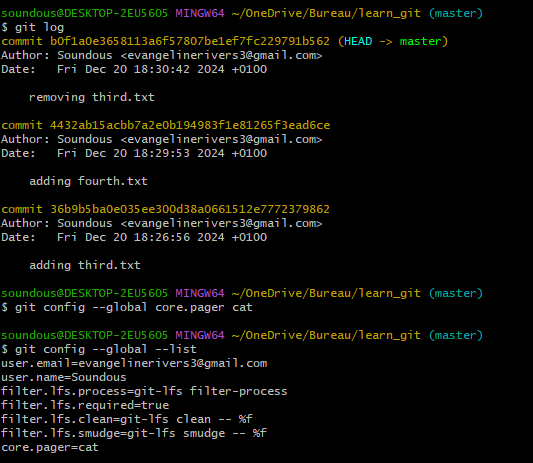 soundous@DESKTOP-2EU5605 MINGW64 ~/OneDrive/Bureau/learn_git (master)
$ git log
commit b0f1a0e3658113a6f57807be1ef7fc229791b562 (HEAD -> master)
Author: Soundous <evangelinerivers3@gmail.com>
Date:   Fri Dec 20 18:30:42 2024 +0100
    removing third.txt
commit 4432ab15acbb7a2e0b194983f1e81265f3ead6ce
Author: Soundous <evangelinerivers3@gmail.com>
Date:   Fri Dec 20 18:29:53 2024 +0100
    adding fourth.txt
commit 36b9b5ba0e035ee300d38a0661512e7772379862
Author: Soundous <evangelinerivers3@gmail.com>
Date:   Fri Dec 20 18:26:56 2024 +0100
    adding third.txt
soundous@DESKTOP-2EU5605 MINGW64 ~/OneDrive/Bureau/learn_git (master)
$ git config --global core.pager cat
soundous@DESKTOP-2EU5605 MINGW64 ~/OneDrive/Bureau/learn_git (master)
$ git config --global --list
user.email=evangelinerivers3@gmail.com
user.name=Soundous
filter.lfs.process=git-lfs filter-process
filter.lfs.required=true
filter.lfs.clean=git-lfs clean -- %f
filter.lfs.smudge=git-lfs smudge -- %f
core.pager=cat